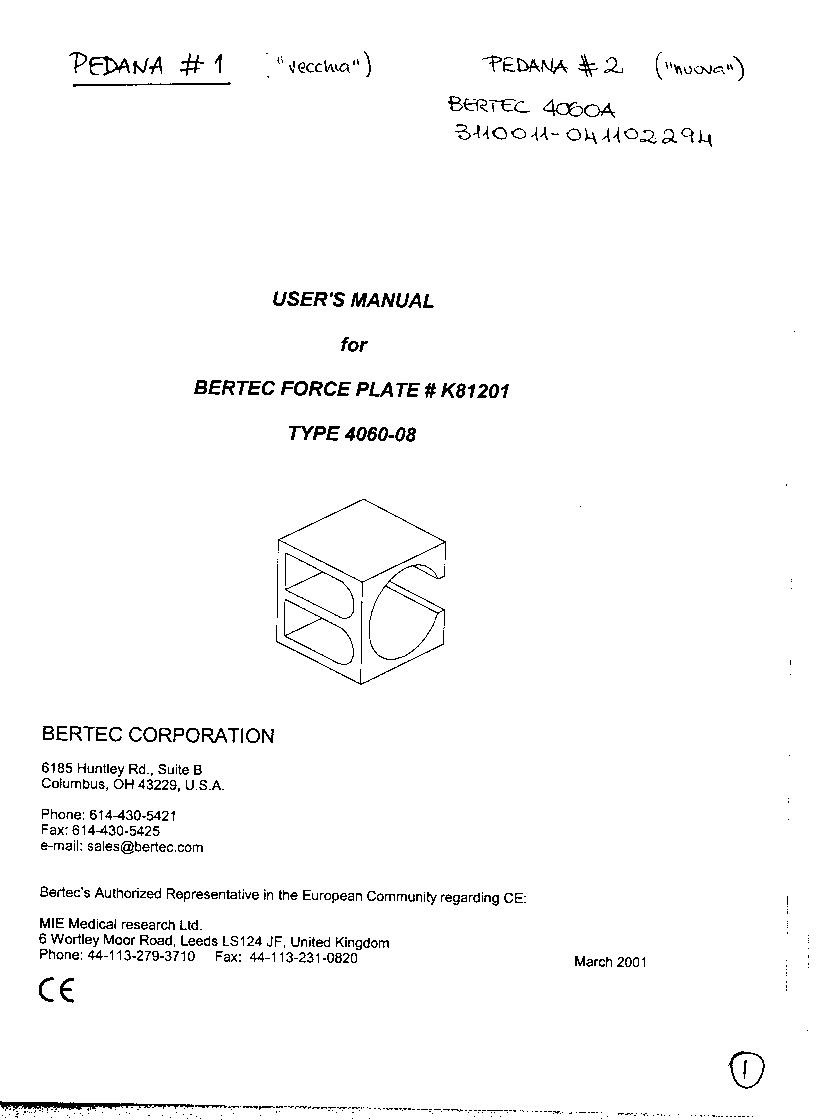 PEDANA # 1 ("vecchia")
PEDANA # 2 ("nuova")
BERTEC 4060A
3110011-041102294
USER'S MANUAL
for
BERTEC FORCE PLATE # K81201
TYPE 4060-08
BERTEC CORPORATION
6185 Huntley Rd., Suite B
Columbus, OH 43229, U.S.A.
Phone: 614-430-5421
Fax: 614-430-5425
e-mail: sales@bertec.com
Bertec's Authorized Representative in the European Community regarding CE:
MIE Medical research Ltd.
6 Wortley Moor Road, Leeds LS124 JF, United Kingdom
Phone: 44-113-279-3710 Fax: 44-113-231-0820
March 2001
CE
1